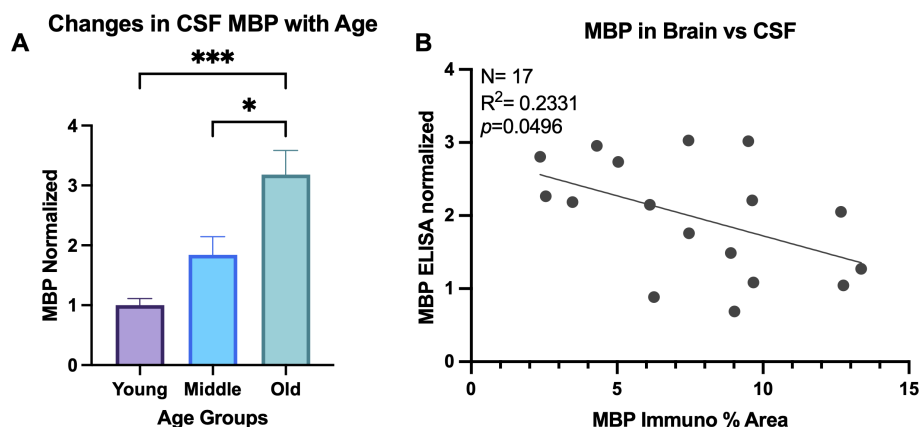 A
Changes in CSF MBP with Age
***
*
MBP Normalized
4
3
2
1
0
Young Middle Old
Age Groups
B
MBP in Brain vs CSF
N= 17
R²= 0.2331
p=0.0496
MBP ELISA normalized
4
3
2
1
0
0 5 10 15
MBP Immuno % Area